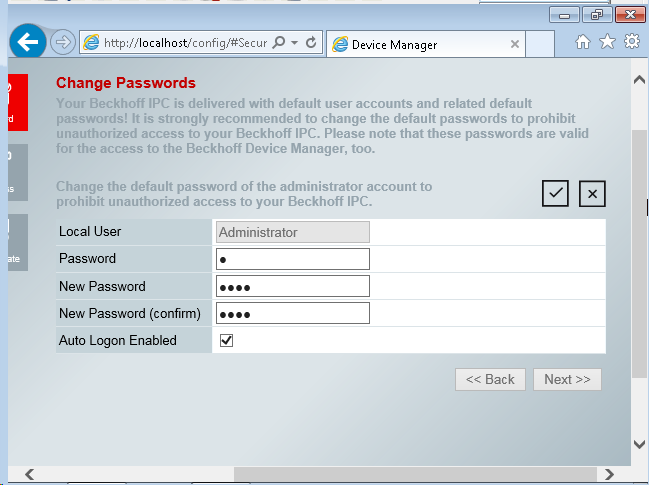 http://localhost/config/#Secur
Device Manager
Change Passwords
Your Beckhoff IPC is delivered with default user accounts and related default
passwords! It is strongly recommended to change the default passwords to prohibit
unauthorized access to your Beckhoff IPC. Please note that these passwords are valid
for the access to the Beckhoff Device Manager, too.
Change the default password of the administrator account to
prohibit unauthorized access to your Beckhoff IPC.
Local User Administrator
Password
New Password
New Password (confirm)
Auto Logon Enabled
<< Back Next >>